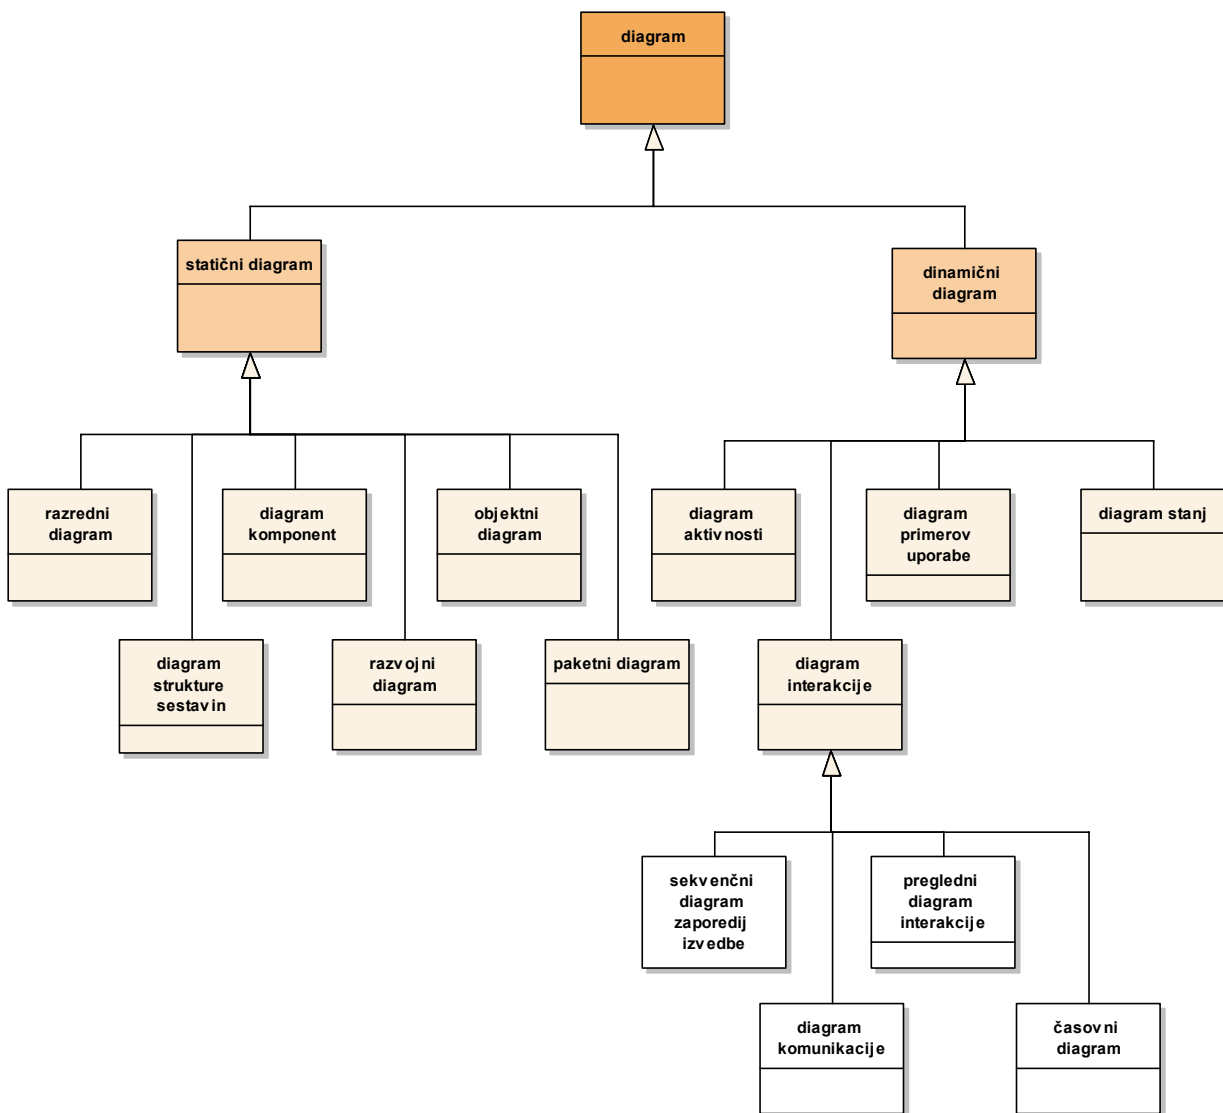 diagram
statični diagram
dinamični
diagram
razredni
diagram
diagram
komponent
objektni
diagram
diagram
aktivnosti
diagram
primerov
uporabe
diagram stanj
diagram
strukture
sestavin
razvojni
diagram
paketni diagram
diagram
interakcije
sekvenčni
diagram
zaporedij
izvedbe
pregledni
diagram
interakcije
diagram
komunikacije
časovni
diagram